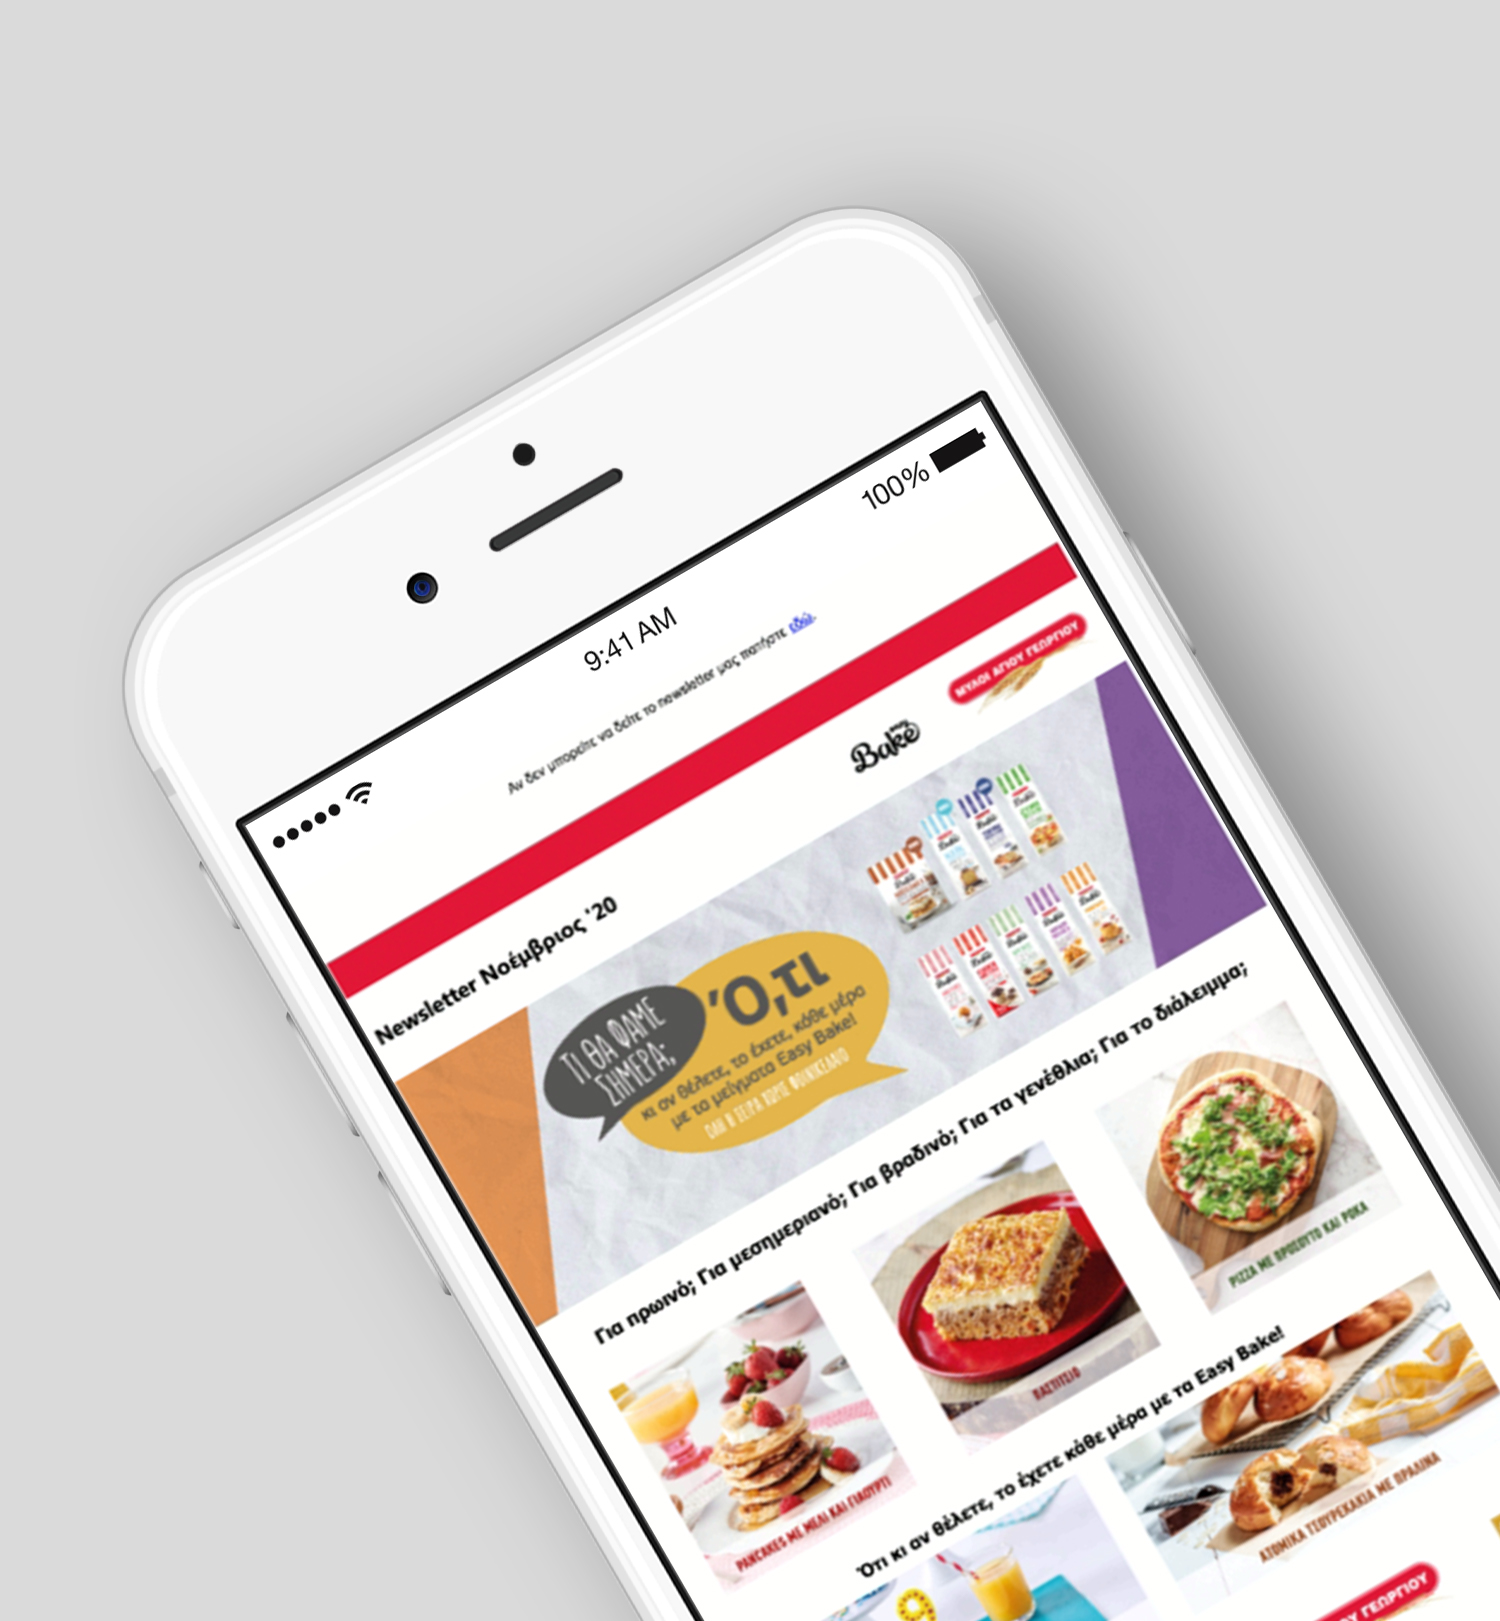 9:41 AM
100%
Αν δεν μπορείτε να δείτε το newsletter μας πατήστε εδώ.
Newsletter Νοέμβριος '20
Bake
ΜΥΛΟΙ ΑΓΙΟΥ ΓΕΩΡΓΙΟΥ
ΤΙ ΘΑ ΦΑΜΕ
ΣΗΜΕΡΑ;
Ό,τι
κι αν θέλετε, το έχετε, κάθε μέρα
με τα μείγματα Easy Bake!
ΟΛΗ Η ΣΕΙΡΑ ΧΩΡΙΣ ΦΟΙΝΙΚΕΛΑΙΟ
Για πρωινό; Για μεσημεριανό; Για βραδινό; Για τα γενέθλια; Για το διάλειμμα;
PANCAKES ΜΕ ΜΕΛΙ ΚΑΙ ΓΙΑΟΥΡΤΙ
ΠΑΣΤΙΤΣΙΟ
PIZZA ΜΕ ΠΡΟΣΟΥΤΟ ΚΑΙ ΡΟΚΑ
Ότι κι αν θέλετε, το έχετε κάθε μέρα με τα Easy Bake!
ΑΤΟΜΙΚΑ ΤΣΟΥΡΕΚΑΚΙΑ ΜΕ ΠΡΑΛΙΝΑ
9
ΟΥ ΓΕΩΡΓΙΟΥ